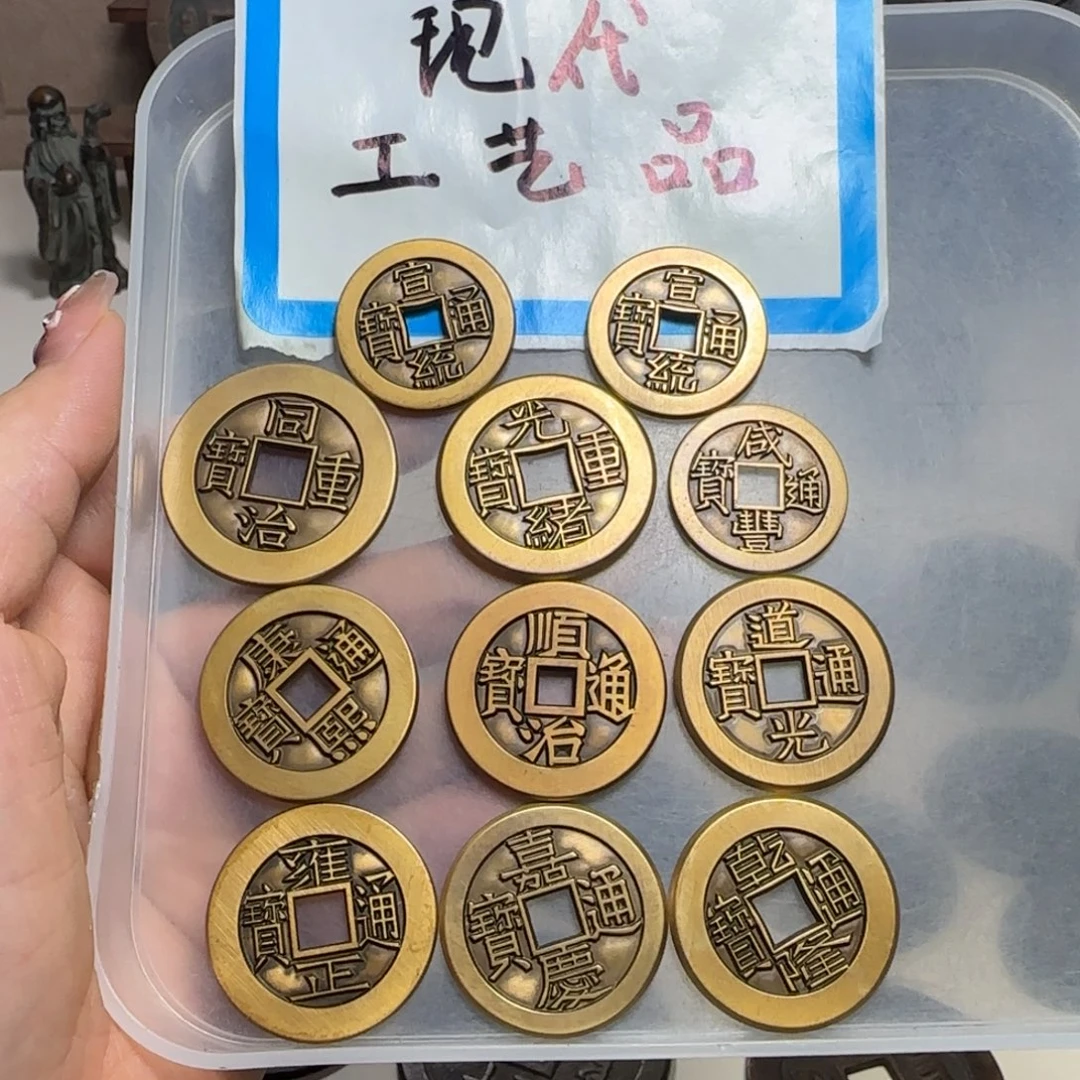 现代
工艺品
宣統通寶
宣統通寶
同治重寶
光緒重寶
咸豐通寶
康熙通寶
順治通寶
道光通寶
雍正通寶
嘉慶通寶
乾隆通寶